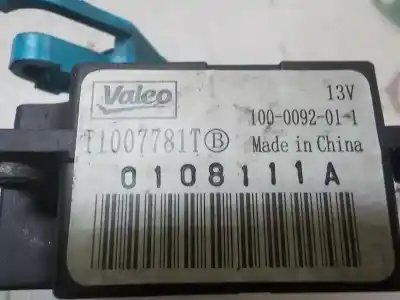 Valeo
13V
100-0092-01-1
T1007781T Ⓑ
Made in China
0108111A